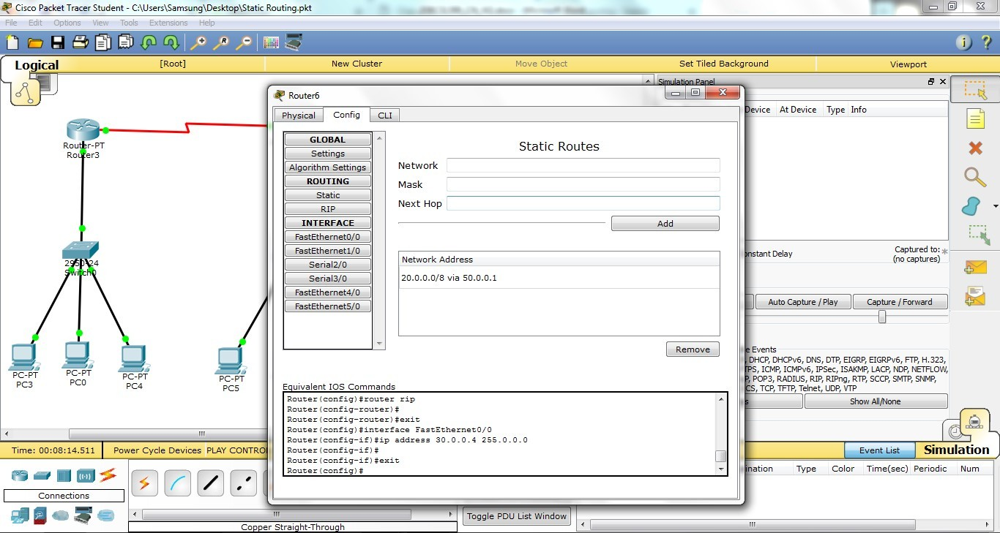 Cisco Packet Tracer Student - C:\Users\Samsung\Desktop\Static Routing.pkt
File Edit Options View Tools Extensions Help
Logical
[Root]
New Cluster
Move Object
Set Tiled Background
Viewport
Simulation Panel
Device At Device Type Info
Router-PT
Router3
2950-24
Switch0
PC-PT
PC3
PC-PT
PC0
PC-PT
PC4
PC-PT
PC5
Router6
Physical Config CLI
GLOBAL
Settings
Algorithm Settings
ROUTING
Static
RIP
INTERFACE
FastEthernet0/0
FastEthernet1/0
Serial2/0
Serial3/0
FastEthernet4/0
FastEthernet5/0
Static Routes
Network
Mask
Next Hop
Add
Network Address
20.0.0.0/8 via 50.0.0.1
Remove
Equivalent IOS Commands
Router(config)#router rip
Router(config-router)#
Router(config-router)#exit
Router(config)#interface FastEthernet0/0
Router(config-if)#ip address 30.0.0.4 255.0.0.0
Router(config-if)#
Router(config-if)#exit
Router(config)#
onstant Delay
Captured to:
(no captures)
Auto Capture / Play
Capture / Forward
e Events
, DHCP, DHCPv6, DNS, DTP, EIGRP, EIGRPv6, FTP, H.323,
TPS, ICMP, ICMPv6, IPSec, ISAKMP, LACP, NDP, NETFLOW,
P, POP3, RADIUS, RIP, RIPng, RTP, SCCP, SMTP, SNMP,
CS, TCP, TFTP, Telnet, UDP, VTP
s
Show All/None
Time: 00:08:14.511
Power Cycle Devices PLAY CONTRO
Event List
Simulation
Connections
Copper Straight-Through
Toggle PDU List Window
ination Type Color Time(sec) Periodic Num